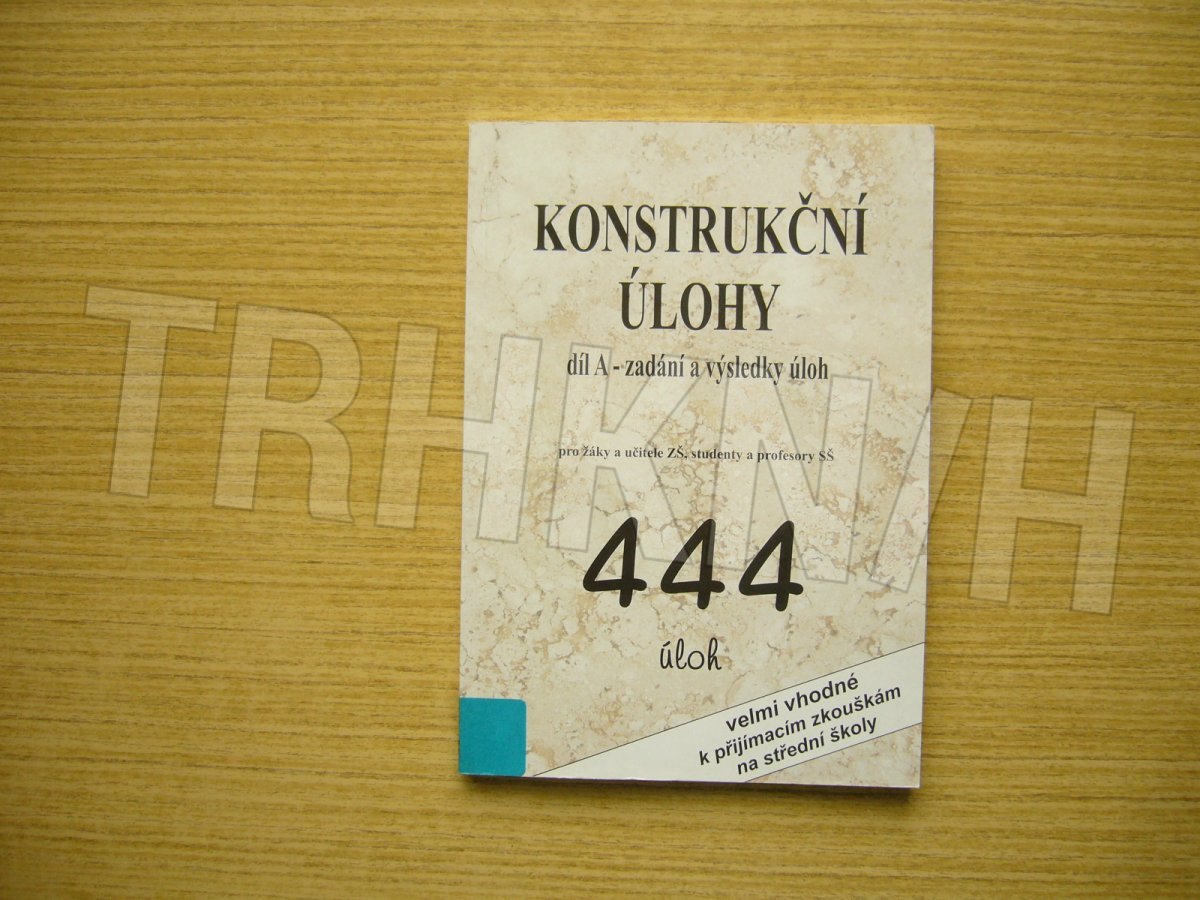 KONSTRUKČNÍ
ÚLOHY
díl A - zadání a výsledky úloh
pro žáky a učitele ZŠ, studenty a profesory SŠ
444
úloh
velmi vhodné
k přijímacím zkouškám
na střední školy
TRHKNIH